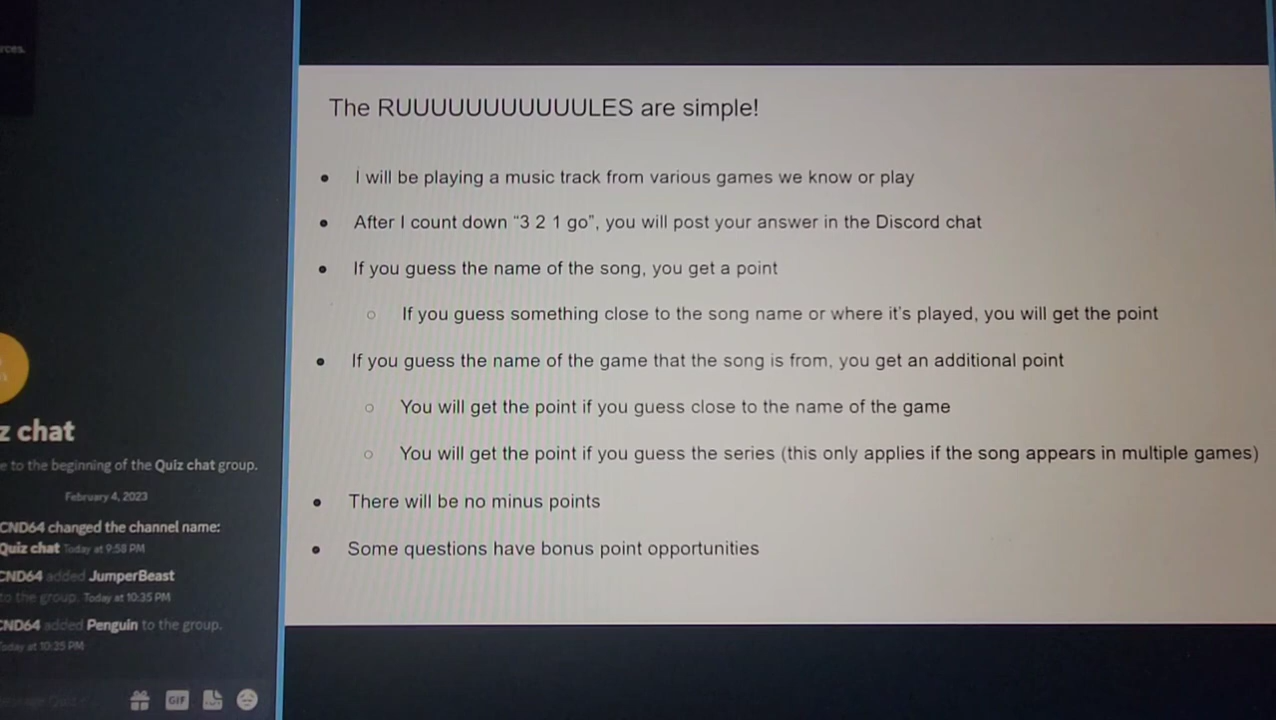 rces.
z chat
e to the beginning of the Quiz chat group.
February 4, 2023
CND64 changed the channel name:
Quiz chat Today at 9:58 PM
CND64 added JumperBeast
to the group. Today at 10:35 PM
CND64 added Penguin to the group.
Today at 10:35 PM
GIF
The RUUUUUUUUUUULES are simple!
• I will be playing a music track from various games we know or play
• After I count down “3 2 1 go”, you will post your answer in the Discord chat
• If you guess the name of the song, you get a point
○ If you guess something close to the song name or where it's played, you will get the point
• If you guess the name of the game that the song is from, you get an additional point
○ You will get the point if you guess close to the name of the game
○ You will get the point if you guess the series (this only applies if the song appears in multiple games)
• There will be no minus points
• Some questions have bonus point opportunities